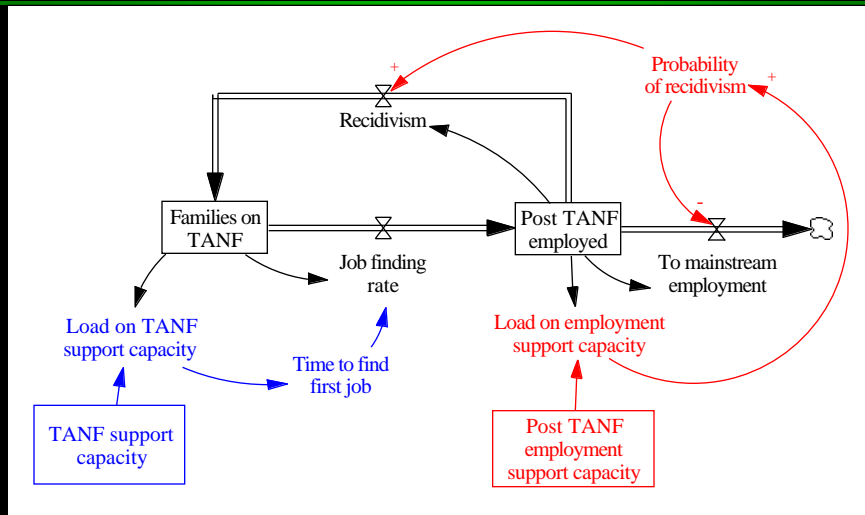 Probability
of recidivism
+
+
Recidivism
Families on
TANF
Post TANF
employed
-
Job finding
rate
To mainstream
employment
Load on TANF
support capacity
Time to find
first job
Load on employment
support capacity
TANF support
capacity
Post TANF
employment
support capacity